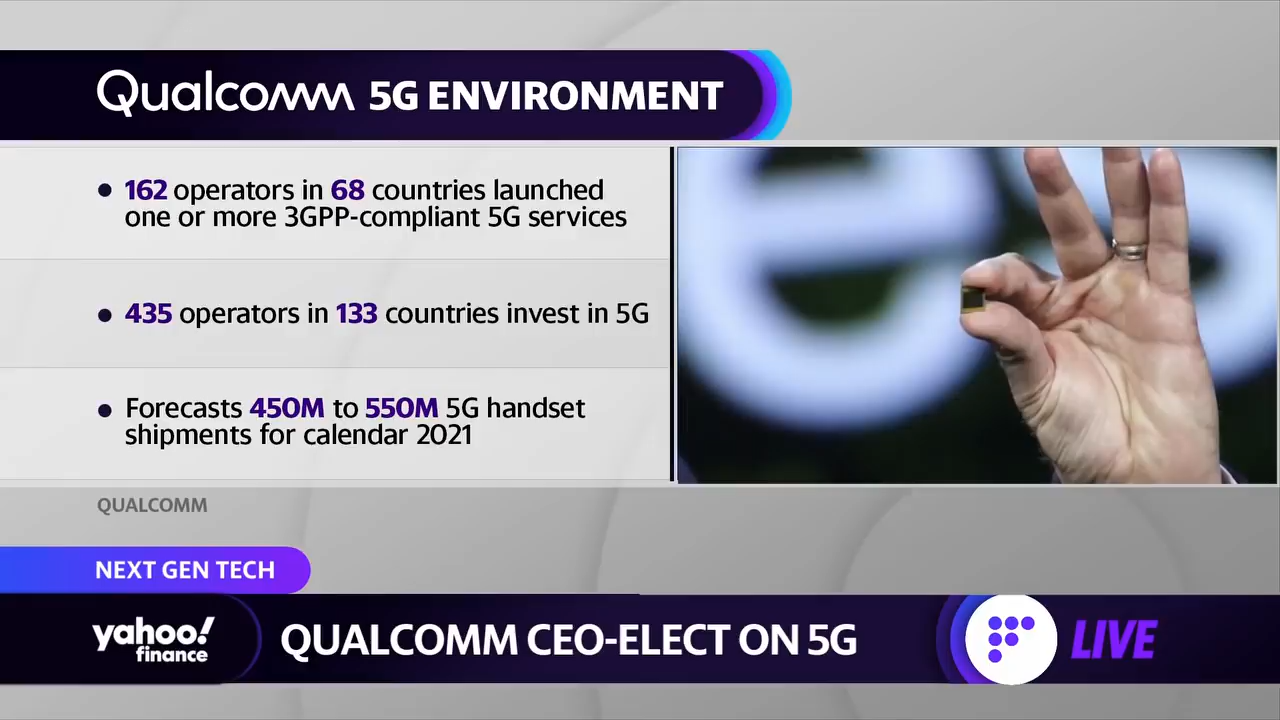 Qualcomm 5G ENVIRONMENT
162 operators in 68 countries launched
one or more 3GPP-compliant 5G services
435 operators in 133 countries invest in 5G
Forecasts 450M to 550M 5G handset
shipments for calendar 2021
QUALCOMM
NEXT GEN TECH
yahoo!
finance
QUALCOMM CEO-ELECT ON 5G
LIVE